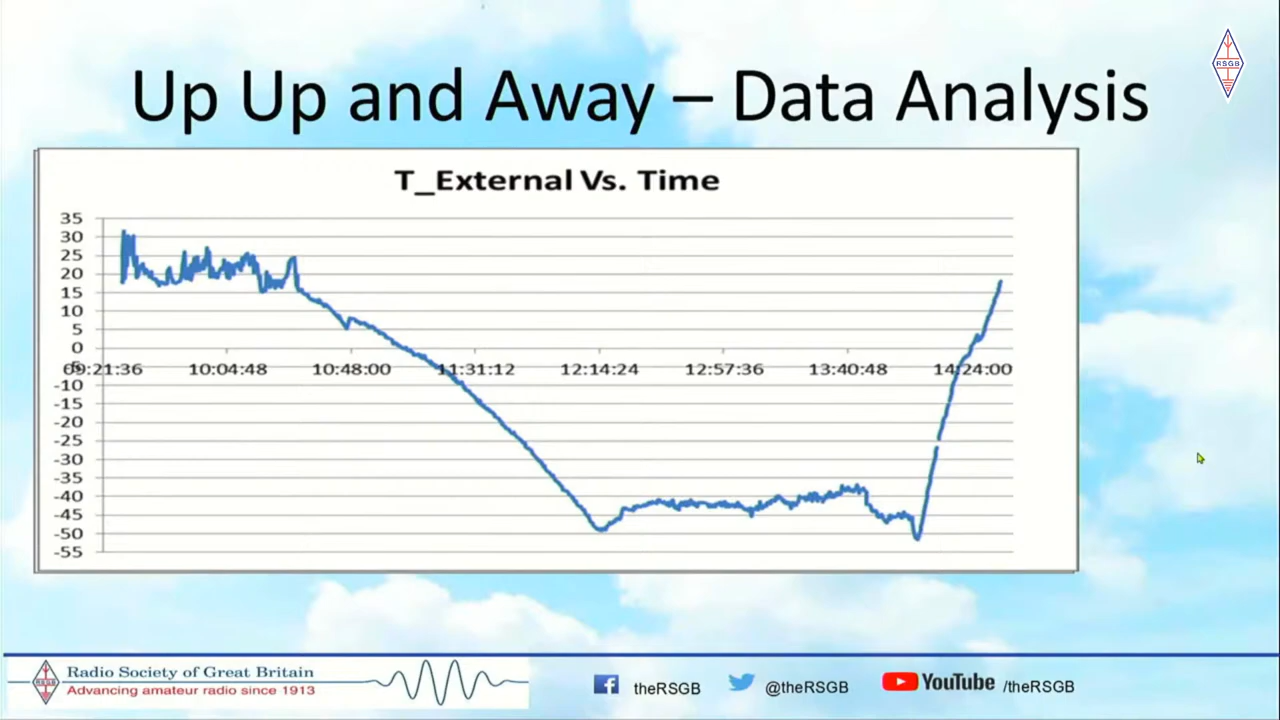 RSGB
Up Up and Away – Data Analysis
T_External Vs. Time
35
30
25
20
15
10
5
0
-5
09:21:36 10:04:48 10:48:00 11:31:12 12:14:24 12:57:36 13:40:48 14:24:00
-10
-15
-20
-25
-30
-35
-40
-45
-50
-55
RSGB
Radio Society of Great Britain
Advancing amateur radio since 1913
theRSGB @theRSGB YouTube /theRSGB